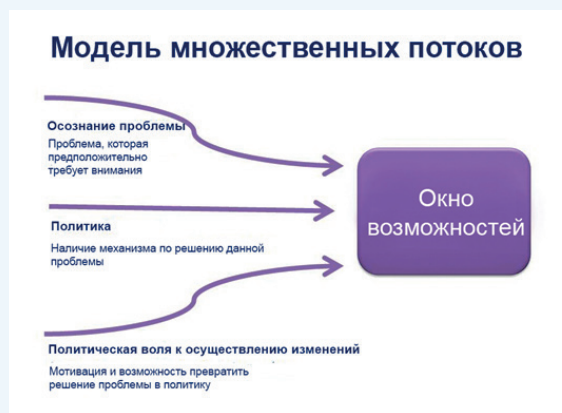 Модель множественных потоков
Осознание проблемы
Проблема, которая
предположительно
требует внимания
Окно
возможностей
Политика
Наличие механизма по решению данной
проблемы
Политическая воля к осуществлению изменений
Мотивация и возможность превратить
решение проблемы в политику